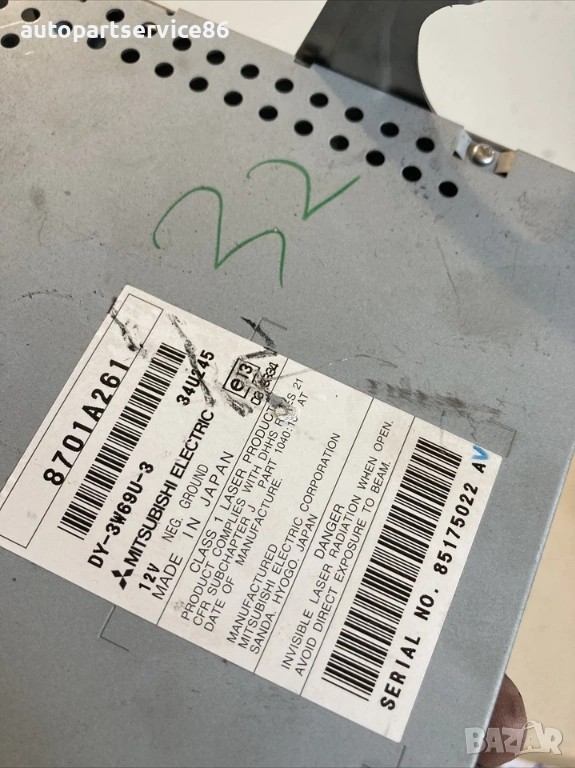 autopartservice86
32
8701A261
DY-3W69U-3
34U245
MITSUBISHI ELECTRIC
12V NEG. GROUND
MADE IN JAPAN
e13
CLASS 1 LASER PRODUCT
PRODUCT COMPLIES WITH DHHS 21
CFR SUBCHAPTER J PART 1040. AT
DATE OF MANUFACTURE.
MANUFACTURED
MITSUBISHI ELECTRIC CORPORATION
SANDA, HYOGO JAPAN
INVISIBLE LASER RADIATION WHEN OPEN.
DANGER
AVOID DIRECT EXPOSURE TO BEAM.
SERIAL NO. 85175022 A
BAZAR